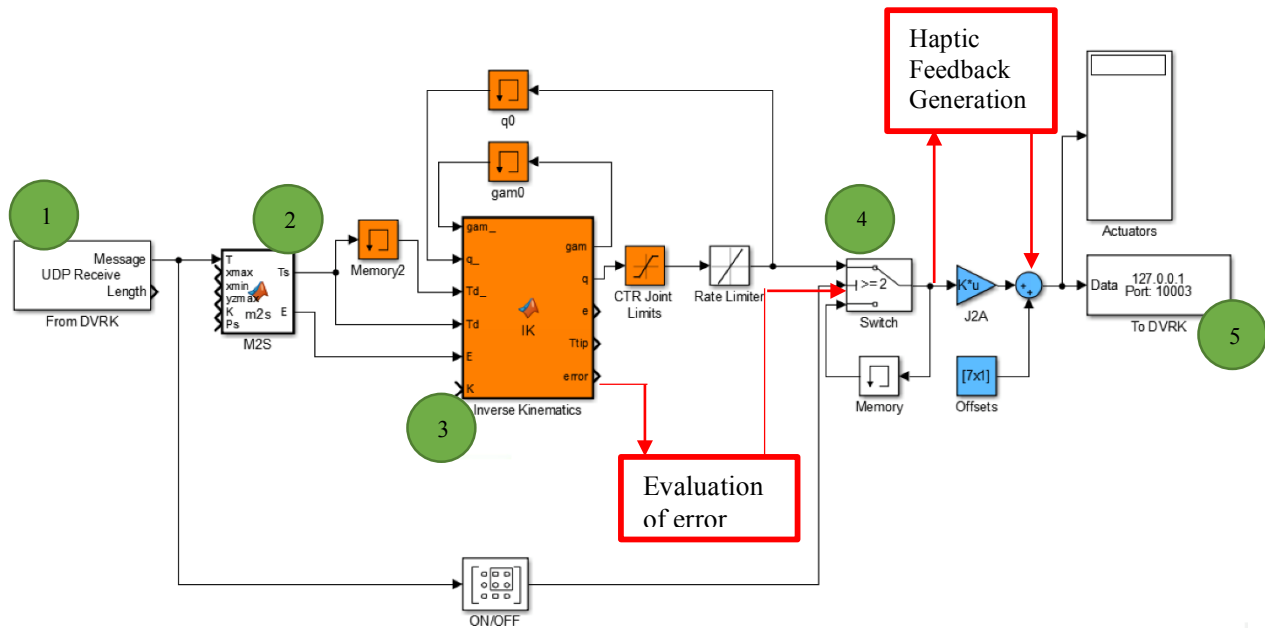 1
Message
UDP Receive
Length
From DVRK
2
T
xmax
xmin
yzmax
K
Ps
m2s
Ts
E
M2S
Memory2
q0
gam0
gam_
q_
Td_
Td
E
K
IK
gam
q
e
Ttip
error
Inverse Kinematics
3
CTR Joint
Limits
Rate Limiter
Evaluation
of error
ON/OFF
4
>= 2
Switch
Memory
Haptic
Feedback
Generation
K*u
J2A
[7x1]
Offsets
+
+
Actuators
Data
127.0.0.1
Port: 10003
To DVRK
5